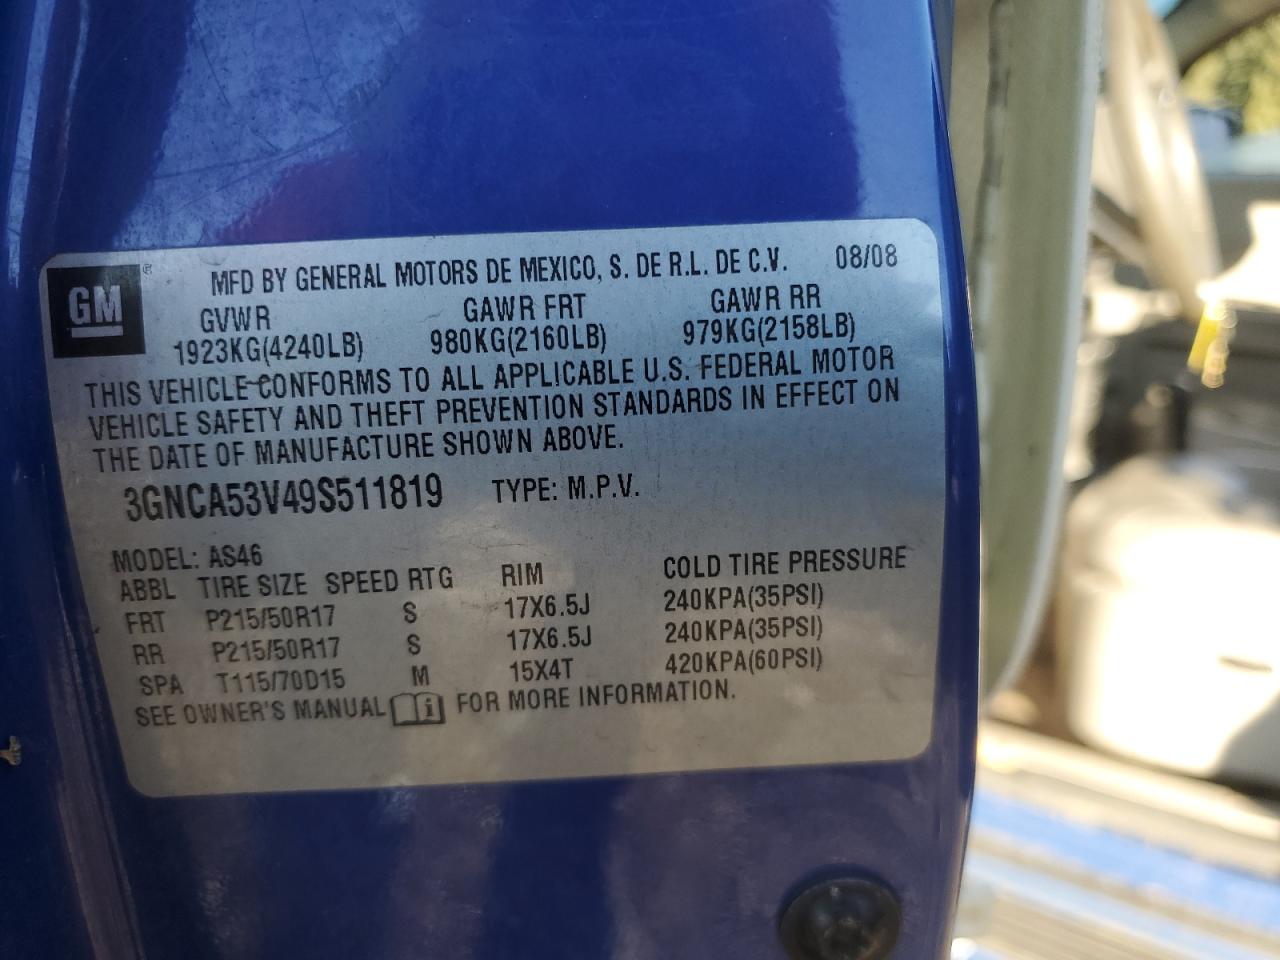 GM ® MFD BY GENERAL MOTORS DE MEXICO, S. DE R.L. DE C.V. 08/08
GVWR GAWR FRT GAWR RR
1923KG(4240LB) 980KG(2160LB) 979KG(2158LB)
THIS VEHICLE CONFORMS TO ALL APPLICABLE U.S. FEDERAL MOTOR
VEHICLE SAFETY AND THEFT PREVENTION STANDARDS IN EFFECT ON
THE DATE OF MANUFACTURE SHOWN ABOVE.
3GNCA53V49S511819 TYPE: M.P.V.
MODEL: AS46
ABBL TIRE SIZE SPEED RTG RIM COLD TIRE PRESSURE
FRT P215/50R17 S 17X6.5J 240KPA(35PSI)
RR P215/50R17 S 17X6.5J 240KPA(35PSI)
SPA T115/70D15 M 15X4T 420KPA(60PSI)
SEE OWNER'S MANUAL i FOR MORE INFORMATION.